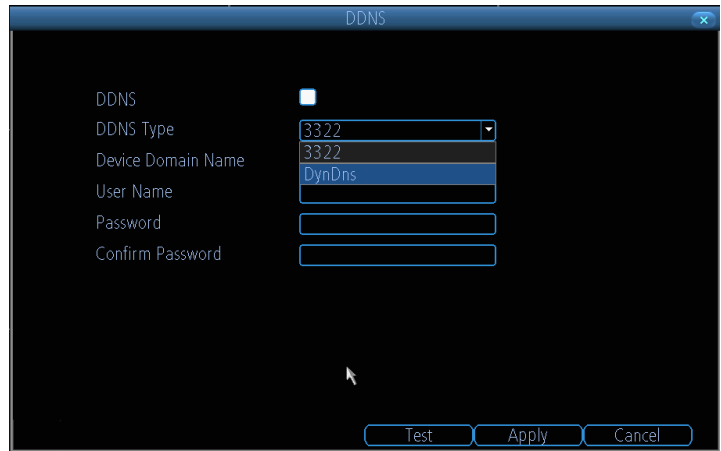 DDNS
DDNS
DDNS Type 3322
3322
Device Domain Name
DynDns
User Name
Password
Confirm Password
Test Apply Cancel